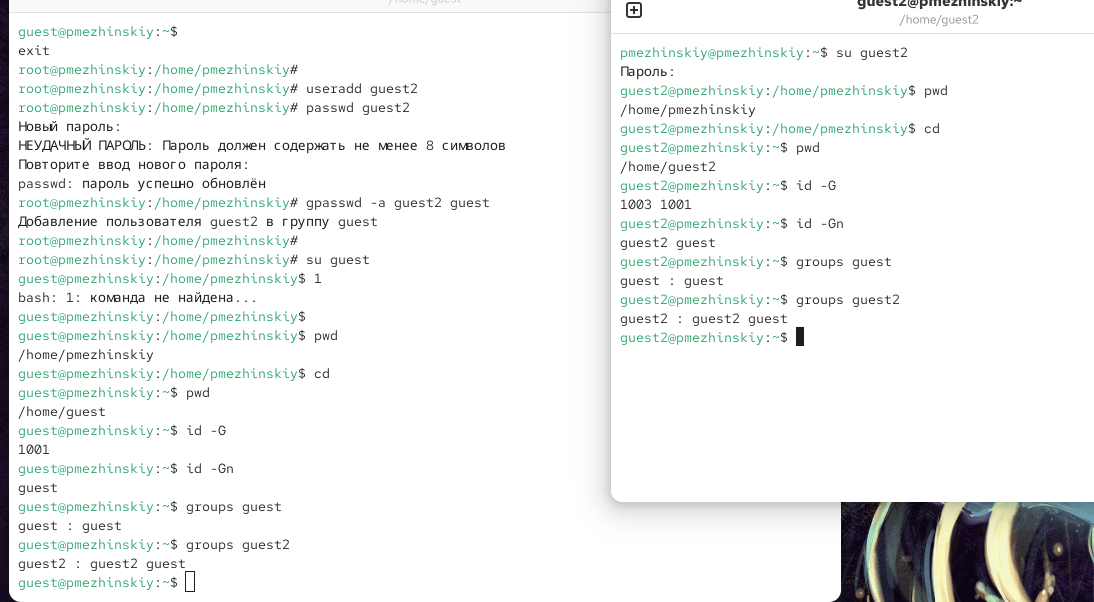 /home/guest
guest@pmezhinskiy:~$
exit
root@pmezhinskiy:/home/pmezhinskiy#
root@pmezhinskiy:/home/pmezhinskiy# useradd guest2
root@pmezhinskiy:/home/pmezhinskiy# passwd guest2
Новый пароль:
НЕУДАЧНЫЙ ПАРОЛЬ: Пароль должен содержать не менее 8 символов
Повторите ввод нового пароля:
passwd: пароль успешно обновлён
root@pmezhinskiy:/home/pmezhinskiy# gpasswd -a guest2 guest
Добавление пользователя guest2 в группу guest
root@pmezhinskiy:/home/pmezhinskiy#
root@pmezhinskiy:/home/pmezhinskiy# su guest
guest@pmezhinskiy:/home/pmezhinskiy$ 1
bash: 1: команда не найдена...
guest@pmezhinskiy:/home/pmezhinskiy$
guest@pmezhinskiy:/home/pmezhinskiy$ pwd
/home/pmezhinskiy
guest@pmezhinskiy:/home/pmezhinskiy$ cd
guest@pmezhinskiy:~$ pwd
/home/guest
guest@pmezhinskiy:~$ id -G
1001
guest@pmezhinskiy:~$ id -Gn
guest
guest@pmezhinskiy:~$ groups guest
guest : guest
guest@pmezhinskiy:~$ groups guest2
guest2 : guest2 guest
guest@pmezhinskiy:~$
guest2@pmezhinskiy:~
/home/guest2
pmezhinskiy@pmezhinskiy:~$ su guest2
Пароль:
guest2@pmezhinskiy:/home/pmezhinskiy$ pwd
/home/pmezhinskiy
guest2@pmezhinskiy:/home/pmezhinskiy$ cd
guest2@pmezhinskiy:~$ pwd
/home/guest2
guest2@pmezhinskiy:~$ id -G
1003 1001
guest2@pmezhinskiy:~$ id -Gn
guest2 guest
guest2@pmezhinskiy:~$ groups guest
guest : guest
guest2@pmezhinskiy:~$ groups guest2
guest2 : guest2 guest
guest2@pmezhinskiy:~$